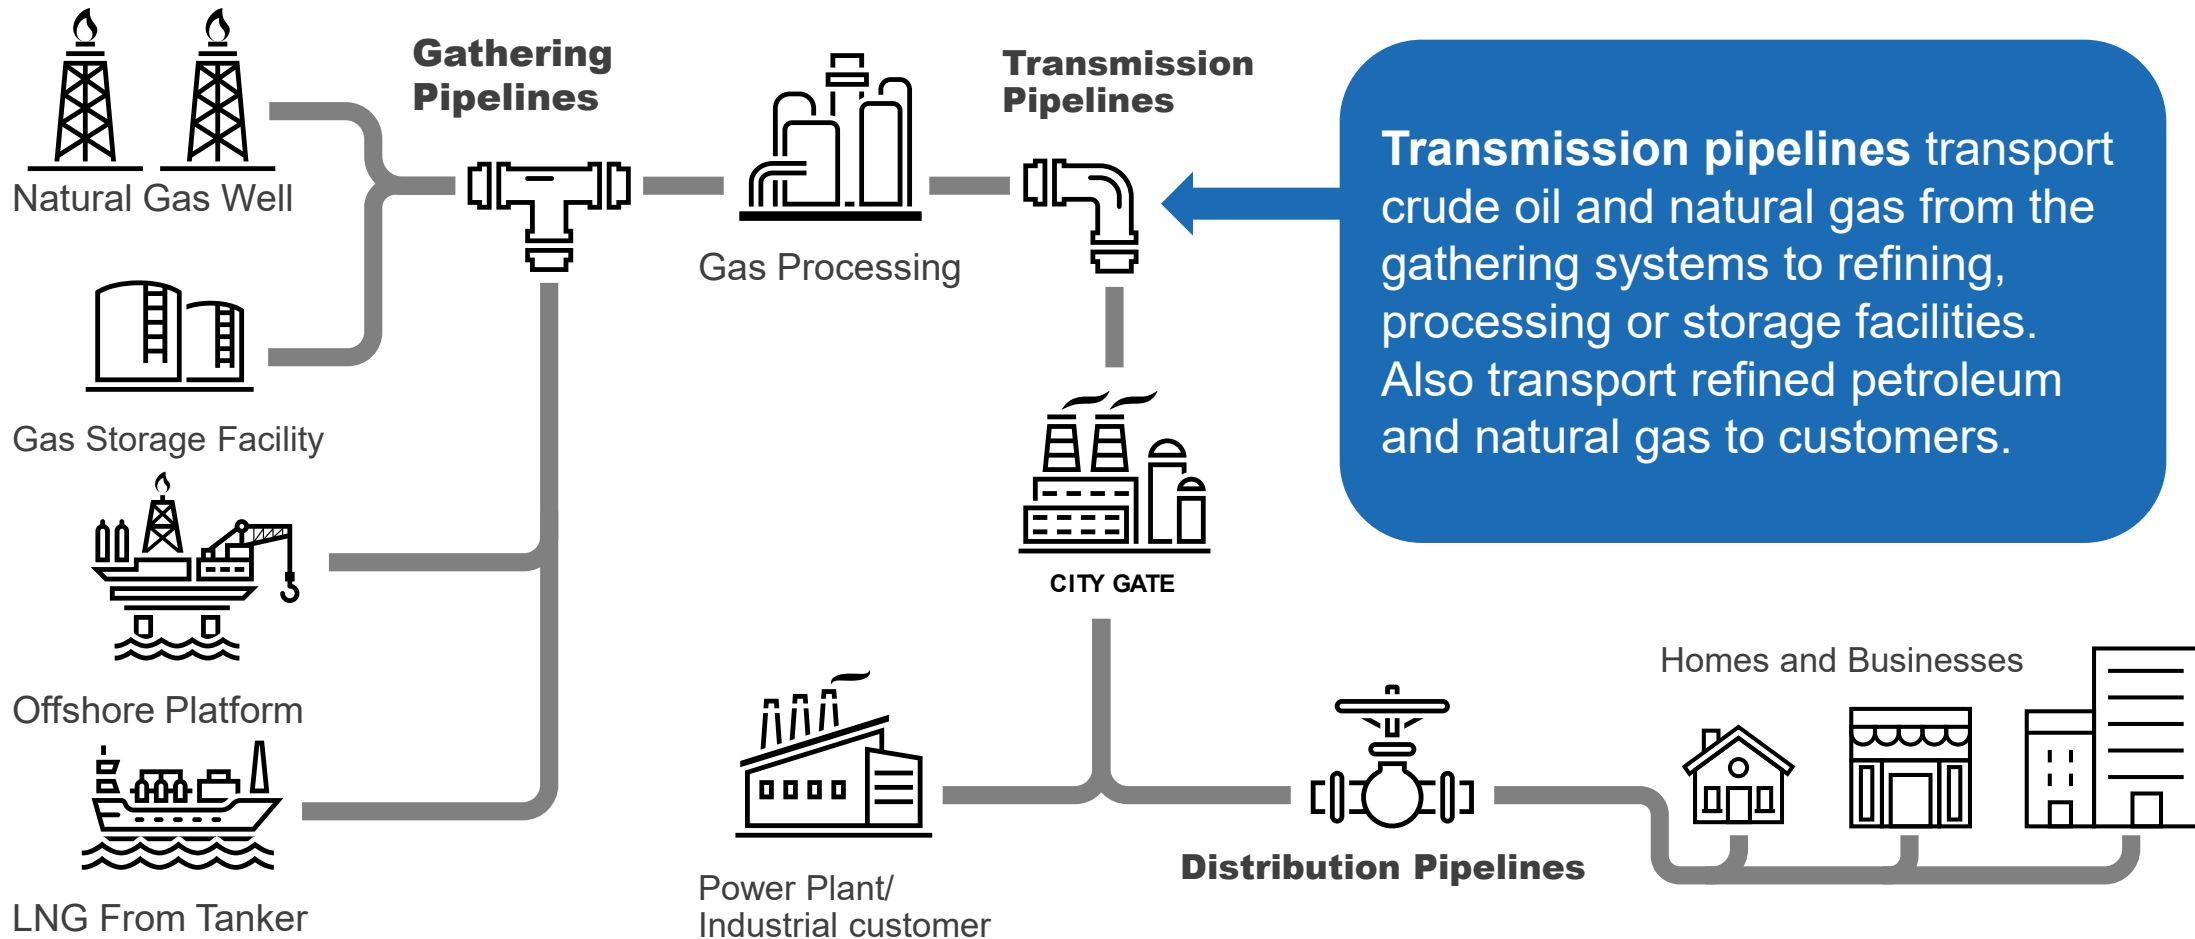 Gathering
Pipelines
Transmission
Pipelines
Natural Gas Well
Gas Processing
Transmission pipelines transport
crude oil and natural gas from the
gathering systems to refining,
processing or storage facilities.
Also transport refined petroleum
and natural gas to customers.
Gas Storage Facility
CITY GATE
Offshore Platform
Homes and Businesses
Distribution Pipelines
LNG From Tanker
Power Plant/
Industrial customer